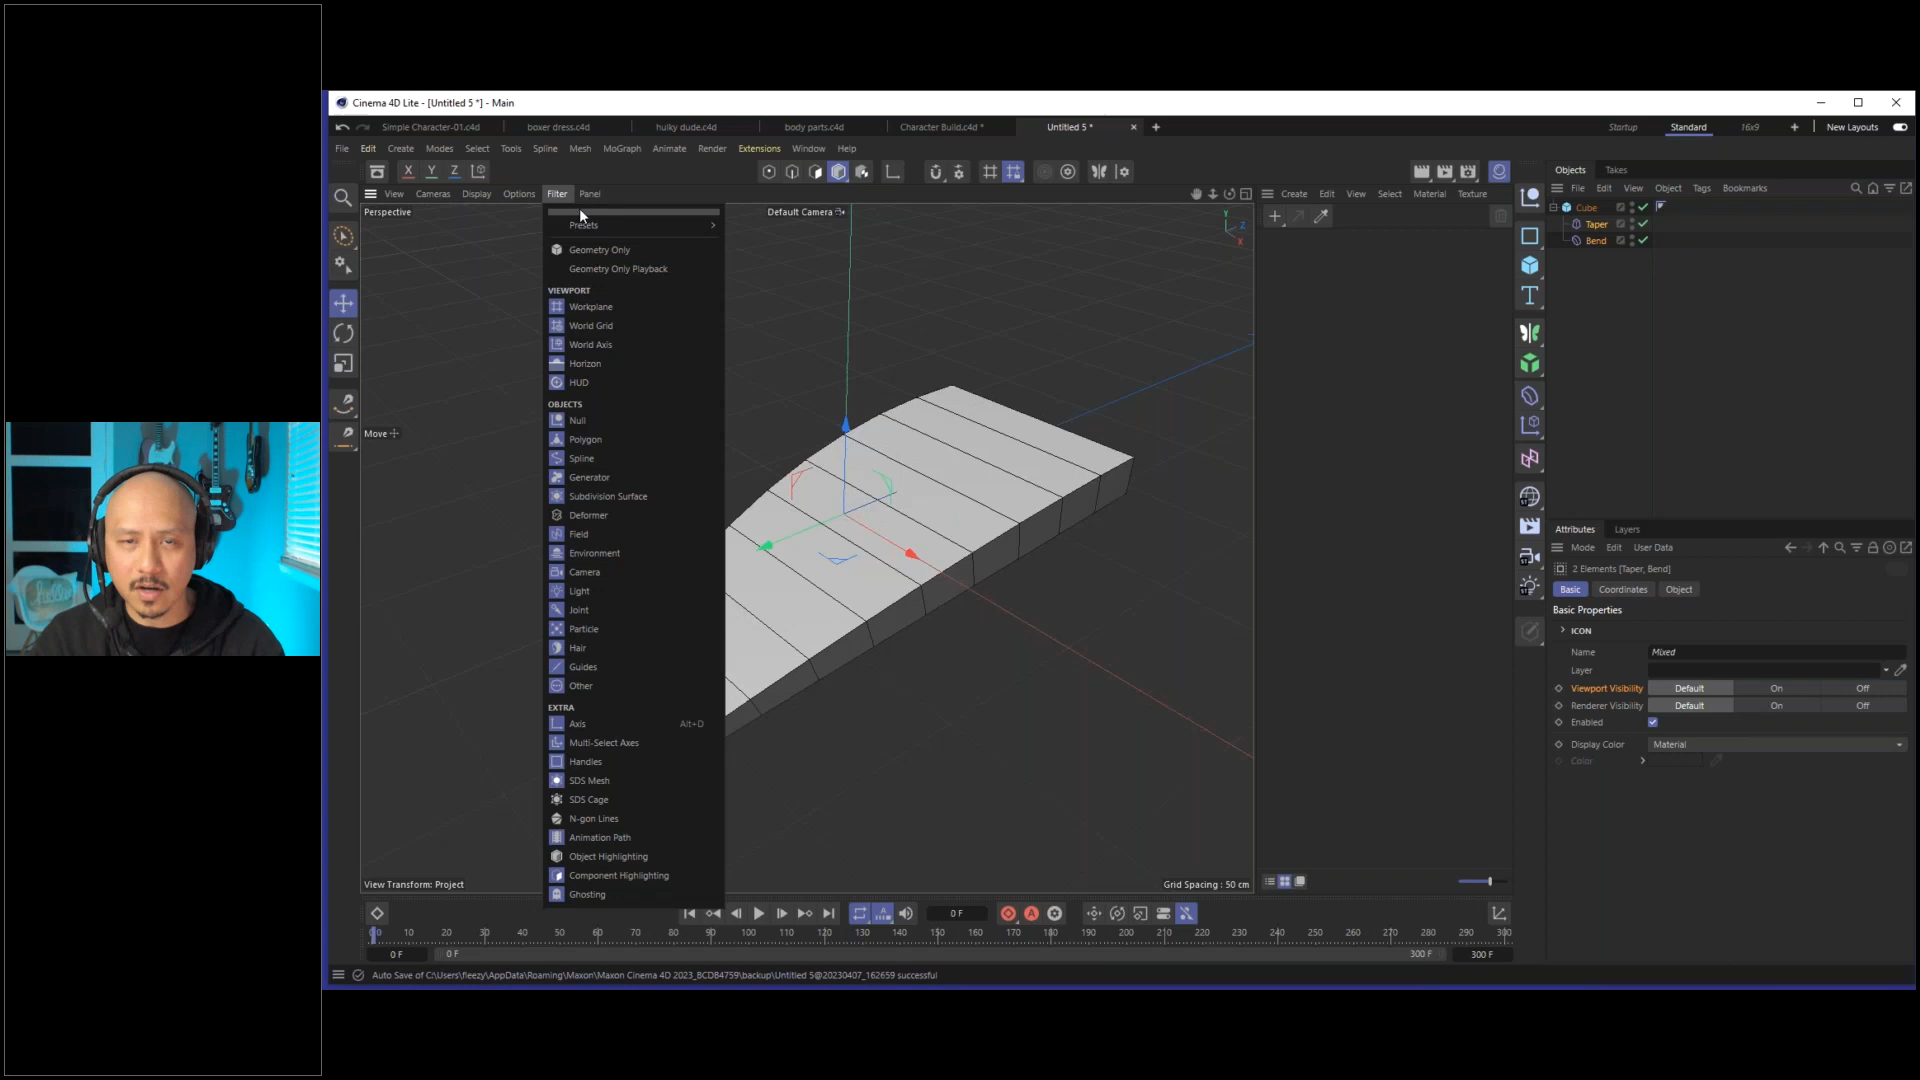 Cinema 4D Lite - [Untitled 5 *] - Main
Simple Character-01.c4d boxer dress.c4d hulky dude.c4d body parts.c4d Character Build.c4d * Untitled 5 *
Startup Standard 16x9 New Layouts
File Edit Create Modes Select Tools Spline Mesh MoGraph Animate Render Extensions Window Help
X Y Z
View Cameras Display Options Filter Panel
Create Edit View Select Material Texture
Objects Takes
File Edit View Object Tags Bookmarks
Cube
Taper
Bend
Perspective
Default Camera
Y
Z
X
Move
Presets
Geometry Only
Geometry Only Playback
VIEWPORT
Workplane
World Grid
World Axis
Horizon
HUD
OBJECTS
Null
Polygon
Spline
Generator
Subdivision Surface
Deformer
Field
Environment
Camera
Light
Joint
Particle
Hair
Guides
Other
EXTRA
Axis Alt+D
Multi-Select Axes
Handles
SDS Mesh
SDS Cage
N-gon Lines
Animation Path
Object Highlighting
Component Highlighting
Ghosting
View Transform: Project
Grid Spacing : 50 cm
Attributes Layers
Mode Edit User Data
2 Elements [Taper, Bend]
Basic Coordinates Object
Basic Properties
ICON
Name Mixed
Layer
Viewport Visibility Default On Off
Renderer Visibility Default On Off
Enabled
Display Color Material
Color
0 F
10 20 30 40 50 60 70 80 90 100 110 120 130 140 150 160 170 180 190 200 210 220 230 240 250 260 270 280 290 300
0 F 0 F 300 F 300 F
Auto Save of C:\Users\fleezy\AppData\Roaming\Maxon\Maxon Cinema 4D 2023_BCDB4759\backup\Untitled 5@20230407_162659 successful